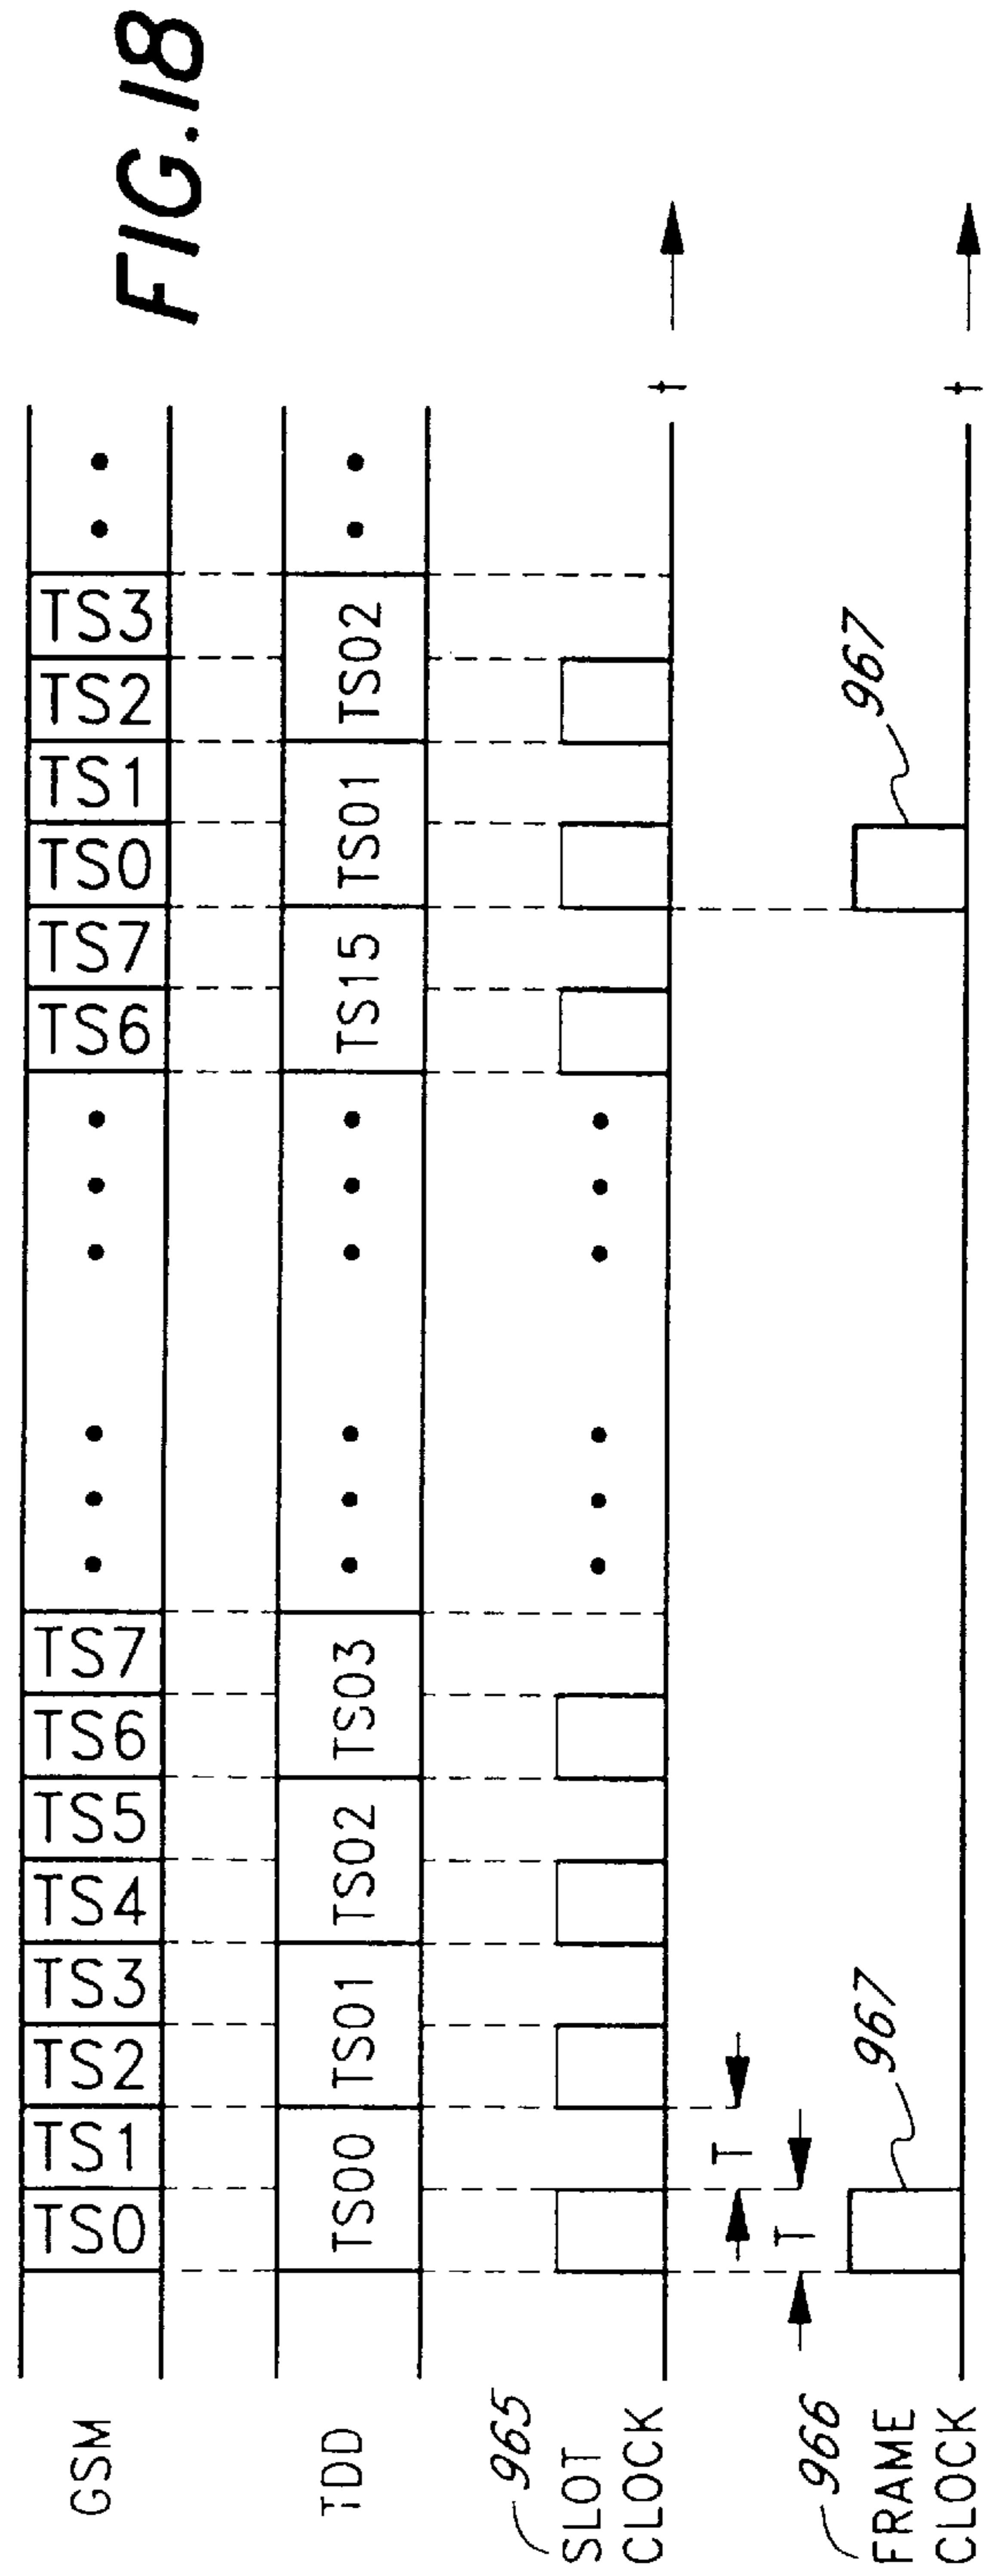 FIG.18
GSM TS0 TS1 TS2 TS3 TS4 TS5 TS6 TS7 TS6 TS7 TS0 TS1 TS2 TS3
TDD TS00 TS01 TS02 TS03 TS15 TS01 TS02
965
SLOT
CLOCK
t
T
T
966
FRAME
CLOCK
967
967
t